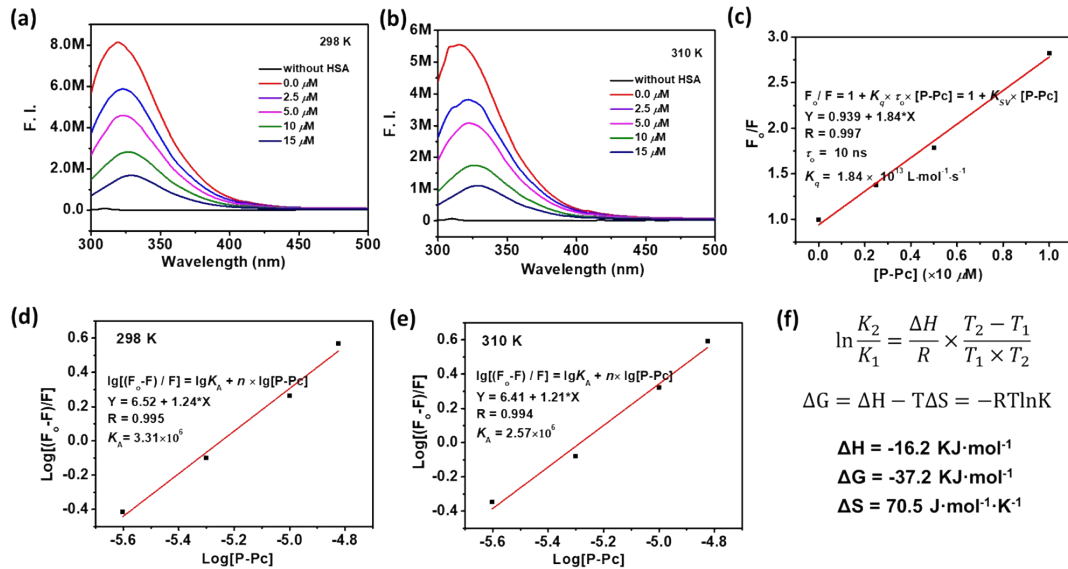 (a)
298 K
without HSA
0.0 μM
2.5 μM
5.0 μM
10 μM
15 μM
8.0M
6.0M
4.0M
2.0M
0.0
F. I.
300 350 400 450 500
Wavelength (nm)
(b)
310 K
without HSA
0.0 μM
2.5 μM
5.0 μM
10 μM
15 μM
6M
5M
4M
3M
2M
1M
0
F. I.
300 350 400 450 500
Wavelength (nm)
(c)
3.0
2.5
2.0
1.5
1.0
Fo/F
Fo/ F = 1 + Kq× τo× [P-Pc] = 1 + KSV× [P-Pc]
Y = 0.939 + 1.84*X
R = 0.997
τo = 10 ns
Kq = 1.84 × 10¹³ L·mol⁻¹·s⁻¹
0.0 0.2 0.4 0.6 0.8 1.0
[P-Pc] (×10 μM)
(d)
298 K
0.6
0.4
0.2
0.0
-0.2
-0.4
Log[(Fo-F)/F]
lg[(Fo-F) / F] = lgKA + n× lg[P-Pc]
Y = 6.52 + 1.24*X
R = 0.995
KA = 3.31×10⁶
-5.6 -5.4 -5.2 -5.0 -4.8
Log[P-Pc]
(e)
310 K
0.6
0.4
0.2
0.0
-0.2
-0.4
Log[(Fo-F)/F]
lg[(Fo-F) / F] = lgKA + n× lg[P-Pc]
Y = 6.41 + 1.21*X
R = 0.994
KA = 2.57×10⁶
-5.6 -5.4 -5.2 -5.0 -4.8
Log[P-Pc]
(f)
ln K₂/K₁ = ΔH/R × (T₂ − T₁)/(T₁ × T₂)
ΔG = ΔH − TΔS = −RTlnK
ΔH = -16.2 KJ·mol⁻¹
ΔG = -37.2 KJ·mol⁻¹
ΔS = 70.5 J·mol⁻¹·K⁻¹